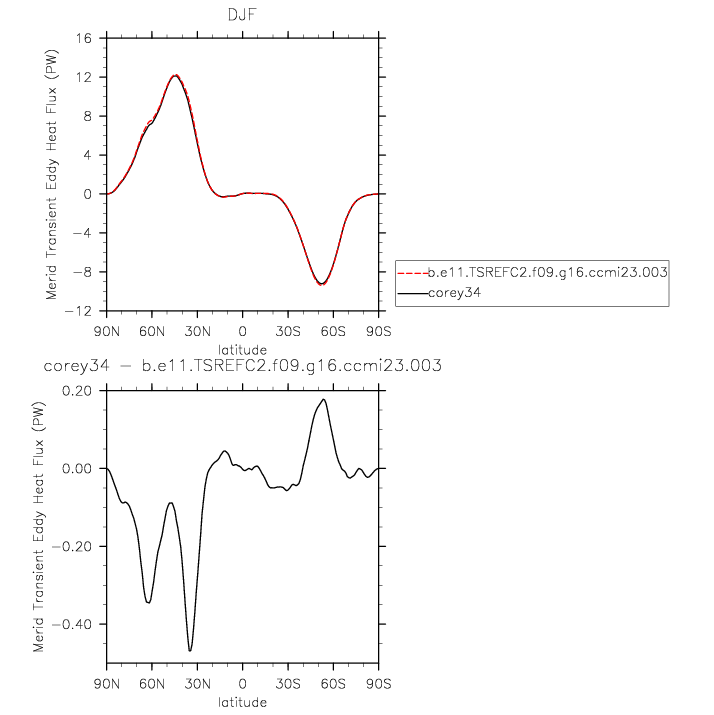 DJF
Merid Transient Eddy Heat Flux (PW)
16
12
8
4
0
−4
−8
−12
90N 60N 30N 0 30S 60S 90S
latitude
b.e11.TSREFC2.f09.g16.ccmi23.003
corey34
corey34 − b.e11.TSREFC2.f09.g16.ccmi23.003
Merid Transient Eddy Heat Flux (PW)
0.20
0.00
−0.20
−0.40
90N 60N 30N 0 30S 60S 90S
latitude